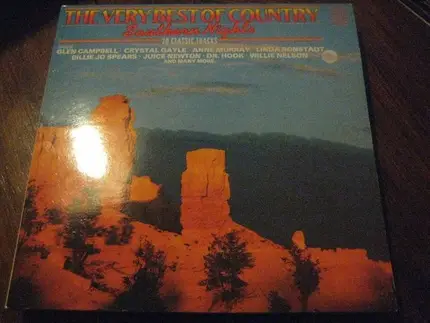 THE VERY BEST OF COUNTRY
Southern Nights
20 CLASSIC TRACKS
GLEN CAMPBELL · CRYSTAL GAYLE · ANNE MURRAY · LINDA RONSTADT
BILLIE JO SPEARS · JUICE NEWTON · DR. HOOK · WILLIE NELSON
AND MANY MORE.